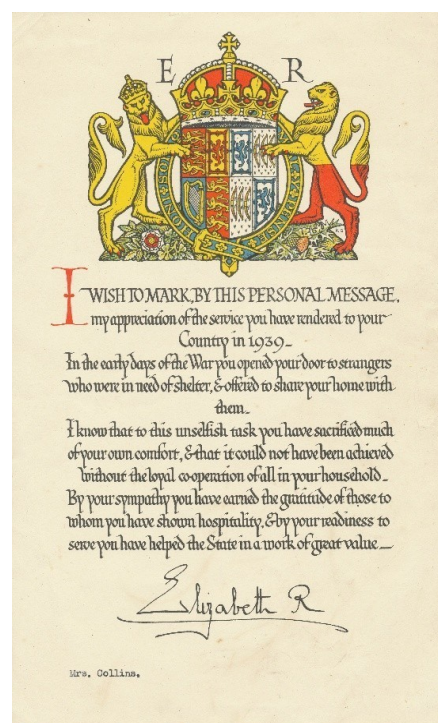 E R
I WISH TO MARK, BY THIS PERSONAL MESSAGE,
my appreciation of the service you have rendered to your
Country in 1939_
In the early days of the War you opened your door to strangers
who were in need of shelter, & offered to share your home with
them_
I know that to this unselfish task you have sacrificed much
of your own comfort, & that it could not have been achieved
without the loyal co-operation of all in your household_
By your sympathy you have earned the gratitude of those to
whom you have shown hospitality, & by your readiness to
serve you have helped the State in a work of great value_
Elizabeth R
Mrs. Collins.